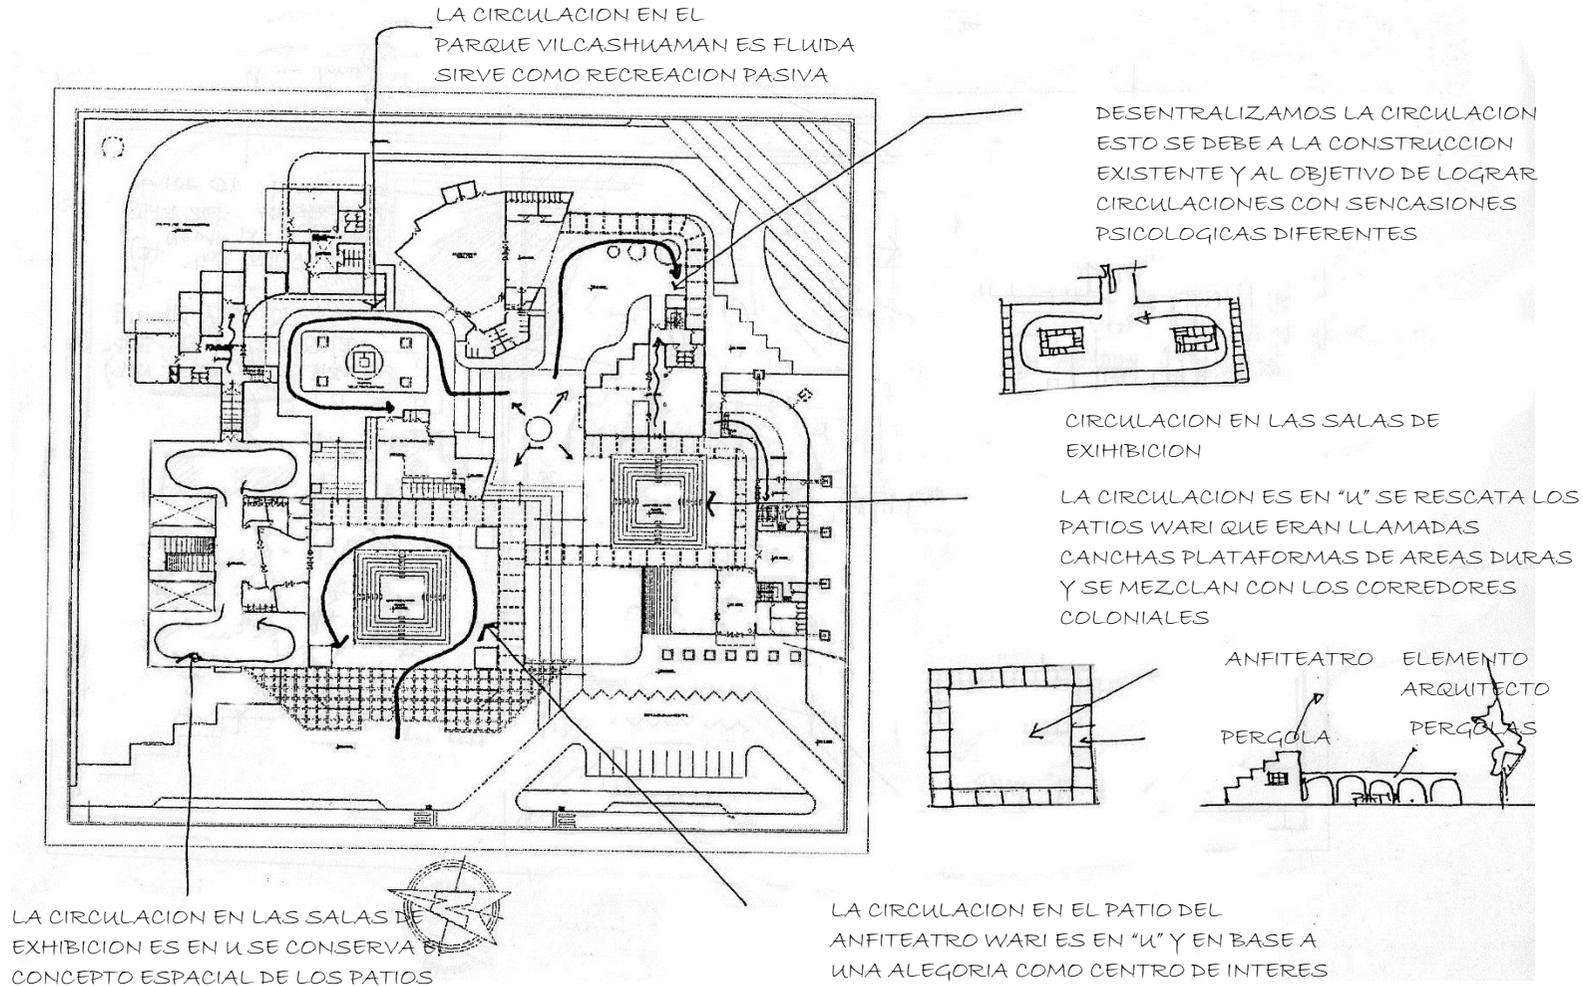 LA CIRCULACION EN EL
PARQUE VILCASHUAMAN ES FLUIDA
SIRVE COMO RECREACION PASIVA
DESENTRALIZAMOS LA CIRCULACION
ESTO SE DEBE A LA CONSTRUCCION
EXISTENTE Y AL OBJETIVO DE LOGRAR
CIRCULACIONES CON SENCASIONES
PSICOLOGICAS DIFERENTES
CIRCULACION EN LAS SALAS DE
EXIHIBICION
LA CIRCULACION ES EN “U” SE RESCATA LOS
PATIOS WARI QUE ERAN LLAMADAS
CANCHAS PLATAFORMAS DE AREAS DURAS
Y SE MEZCLAN CON LOS CORREDORES
COLONIALES
ANFITEATRO
ELEMENTO
ARQUITECTO
PERGOLA
PERGOLAS
LA CIRCULACION EN LAS SALAS DE
EXHIBICION ES EN U SE CONSERVA EL
CONCEPTO ESPACIAL DE LOS PATIOS
LA CIRCULACION EN EL PATIO DEL
ANFITEATRO WARI ES EN “U” Y EN BASE A
UNA ALEGORIA COMO CENTRO DE INTERES